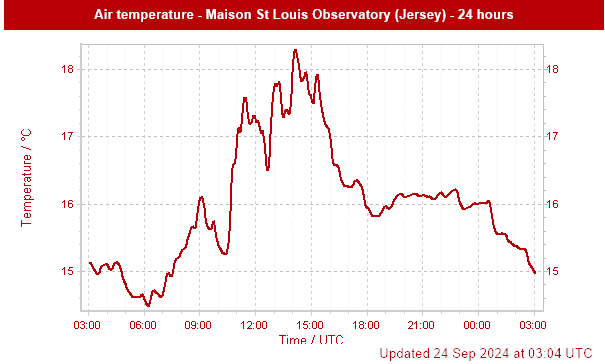 Air temperature - Maison St Louis Observatory (Jersey) - 24 hours
18 18
17 17
Temperature / °C
16 16
15 15
03:00 06:00 09:00 12:00 15:00 18:00 21:00 00:00 03:00
Time / UTC
Updated 24 Sep 2024 at 03:04 UTC